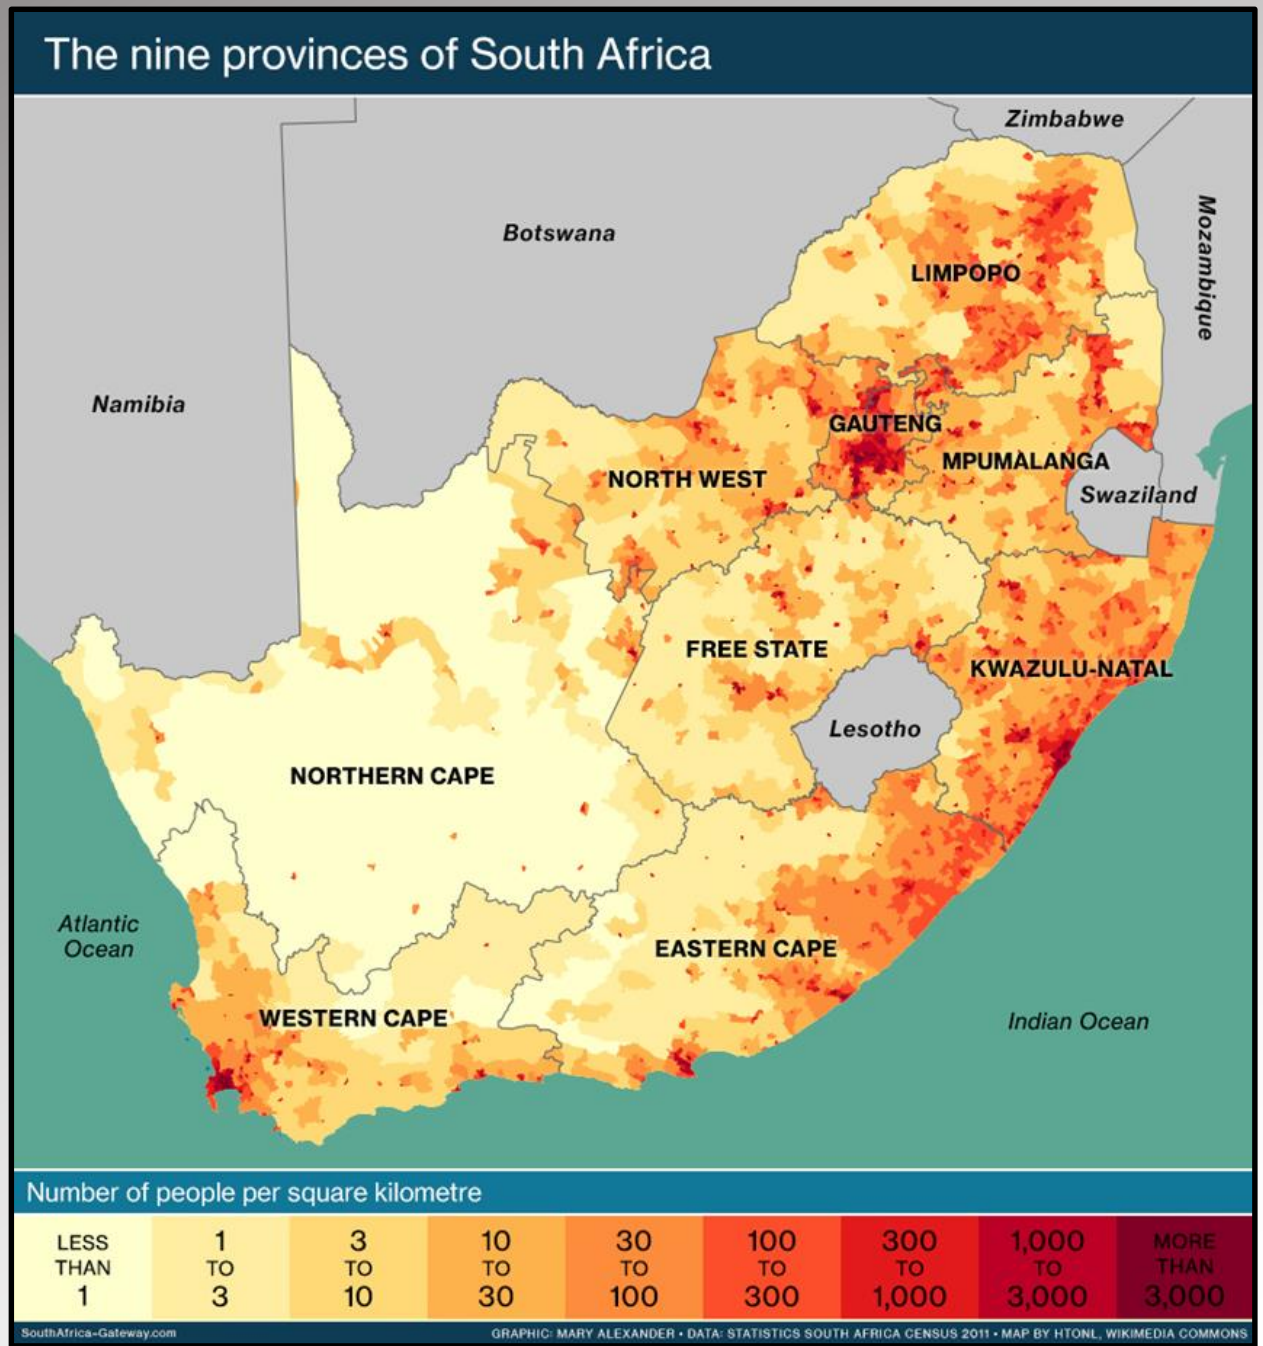 The nine provinces of South Africa
Zimbabwe
Botswana
Mozambique
LIMPOPO
Namibia
GAUTENG
MPUMALANGA
NORTH WEST
Swaziland
FREE STATE
KWAZULU-NATAL
Lesotho
NORTHERN CAPE
Atlantic
Ocean
EASTERN CAPE
WESTERN CAPE
Indian Ocean
Number of people per square kilometre
LESS THAN 1
1 TO 3
3 TO 10
10 TO 30
30 TO 100
100 TO 300
300 TO 1,000
1,000 TO 3,000
MORE THAN 3,000
SouthAfrica-Gateway.com
GRAPHIC: MARY ALEXANDER • DATA: STATISTICS SOUTH AFRICA CENSUS 2011 • MAP BY HTONL, WIKIMEDIA COMMONS